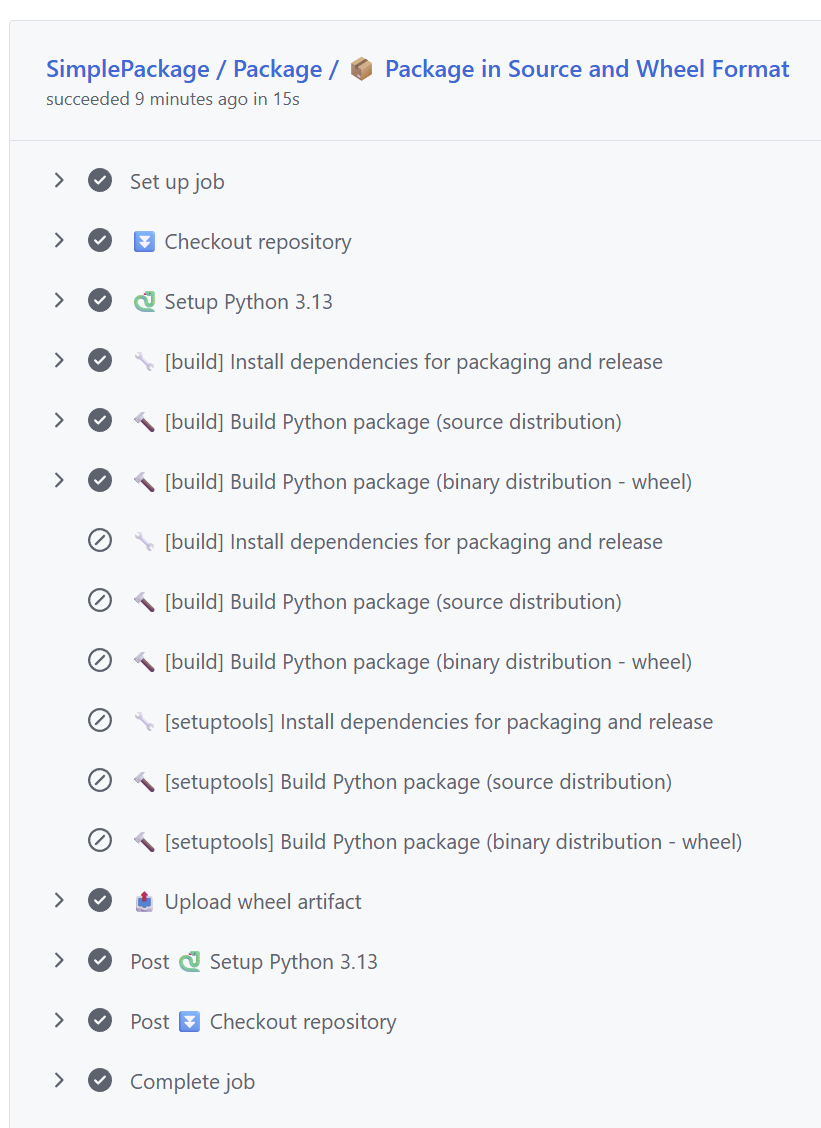 SimplePackage / Package / 📦 Package in Source and Wheel Format
succeeded 9 minutes ago in 15s
Set up job
⏬ Checkout repository
🐍 Setup Python 3.13
🔧 [build] Install dependencies for packaging and release
🔨 [build] Build Python package (source distribution)
🔨 [build] Build Python package (binary distribution - wheel)
🔧 [build] Install dependencies for packaging and release
🔨 [build] Build Python package (source distribution)
🔨 [build] Build Python package (binary distribution - wheel)
🔧 [setuptools] Install dependencies for packaging and release
🔨 [setuptools] Build Python package (source distribution)
🔨 [setuptools] Build Python package (binary distribution - wheel)
📤 Upload wheel artifact
Post 🐍 Setup Python 3.13
Post ⏬ Checkout repository
Complete job